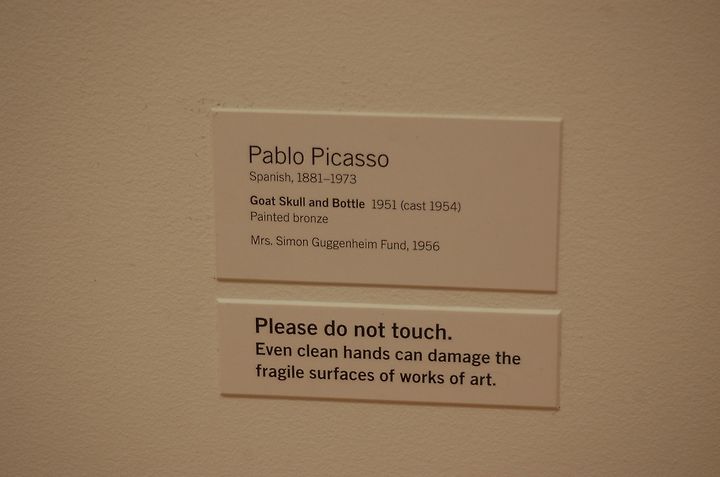 Pablo Picasso
Spanish, 1881–1973
Goat Skull and Bottle 1951 (cast 1954)
Painted bronze
Mrs. Simon Guggenheim Fund, 1956
Please do not touch.
Even clean hands can damage the
fragile surfaces of works of art.